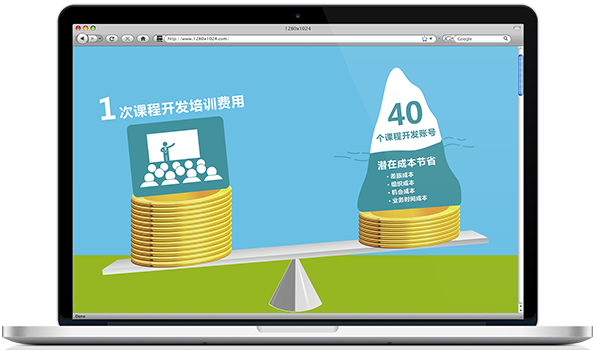 1280x1024
http://www.1280x1024.com/
Google
1次课程开发培训费用
40
个课程开发账号
潜在成本节省
• 差旅成本
• 组织成本
• 机会成本
• 业务时间成本
Done